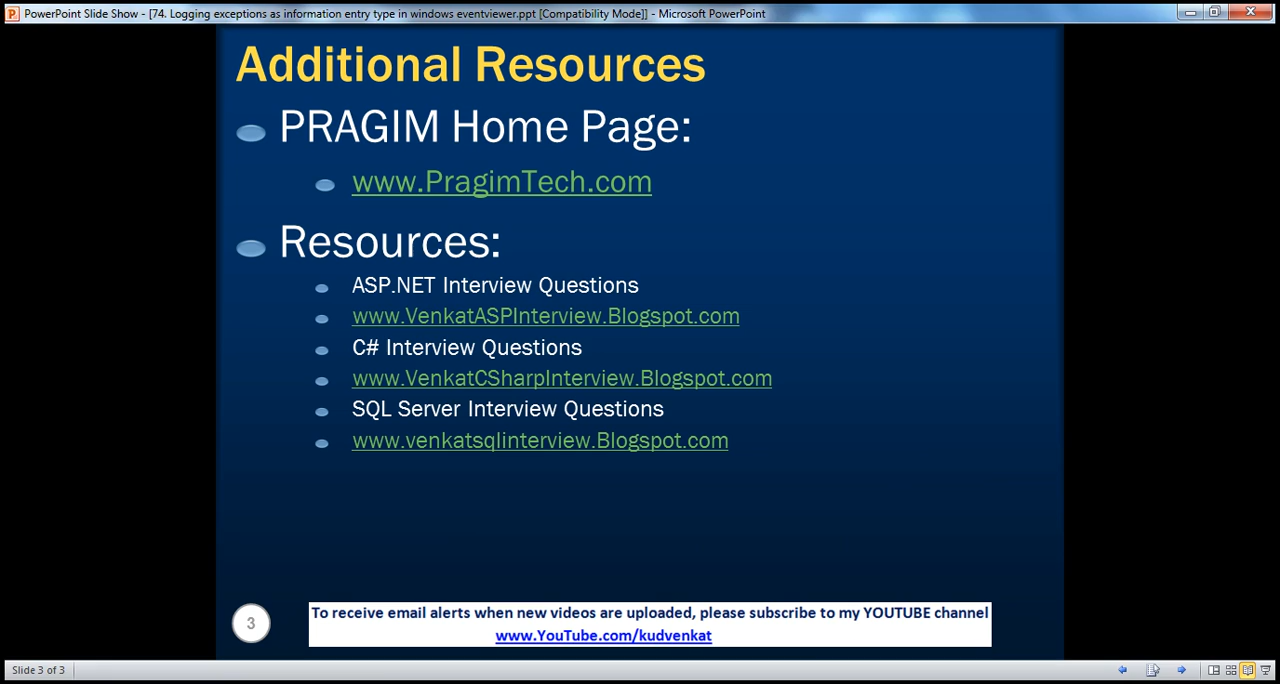 PowerPoint Slide Show - [74. Logging exceptions as information entry type in windows eventviewer.ppt [Compatibility Mode]] - Microsoft PowerPoint
Additional Resources
PRAGIM Home Page:
www.PragimTech.com
Resources:
ASP.NET Interview Questions
www.VenkatASPInterview.Blogspot.com
C# Interview Questions
www.VenkatCSharpInterview.Blogspot.com
SQL Server Interview Questions
www.venkatsqlinterview.Blogspot.com
3
To receive email alerts when new videos are uploaded, please subscribe to my YOUTUBE channel
www.YouTube.com/kudvenkat
Slide 3 of 3